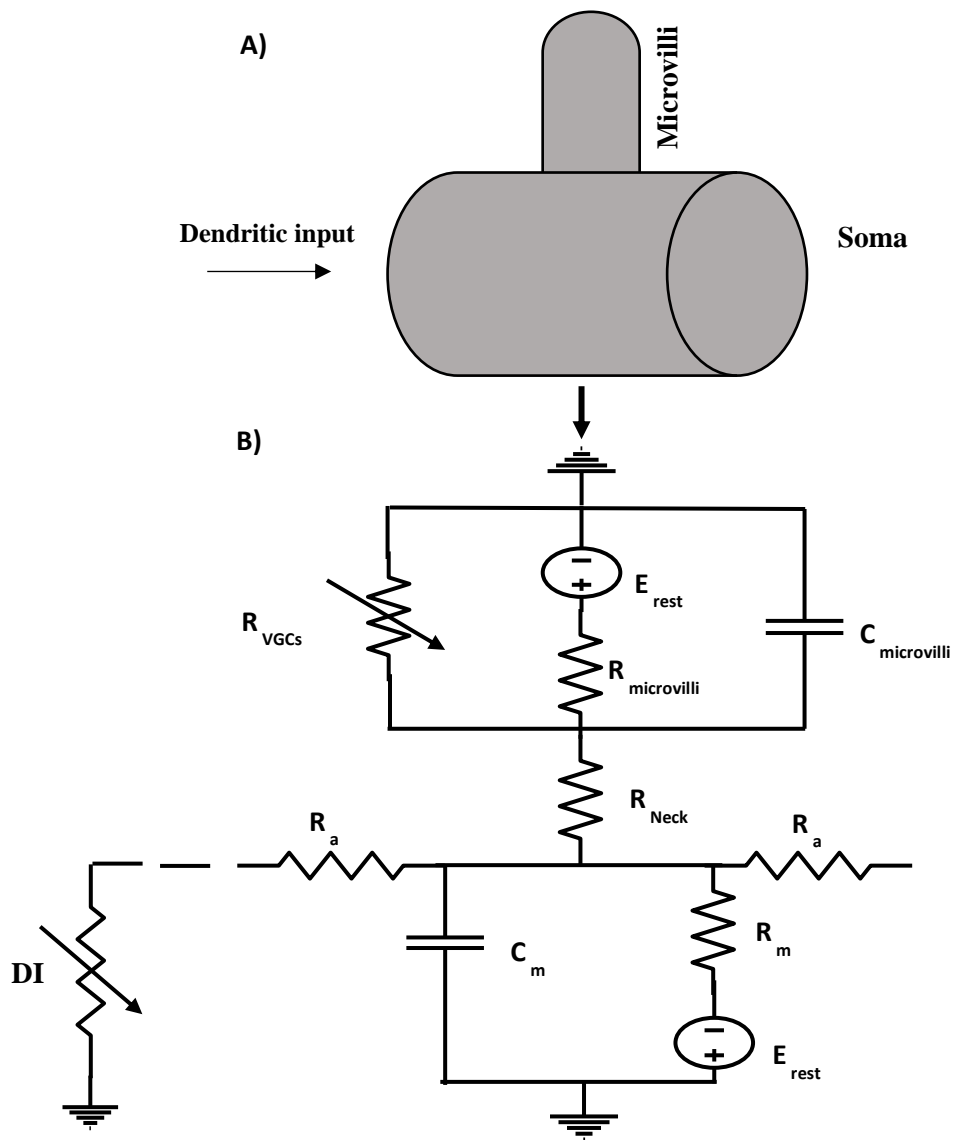 A)
Microvilli
Dendritic input
Soma
B)
E rest
R VGCs
C microvilli
R microvilli
R Neck
R a
R a
R m
C m
DI
E rest